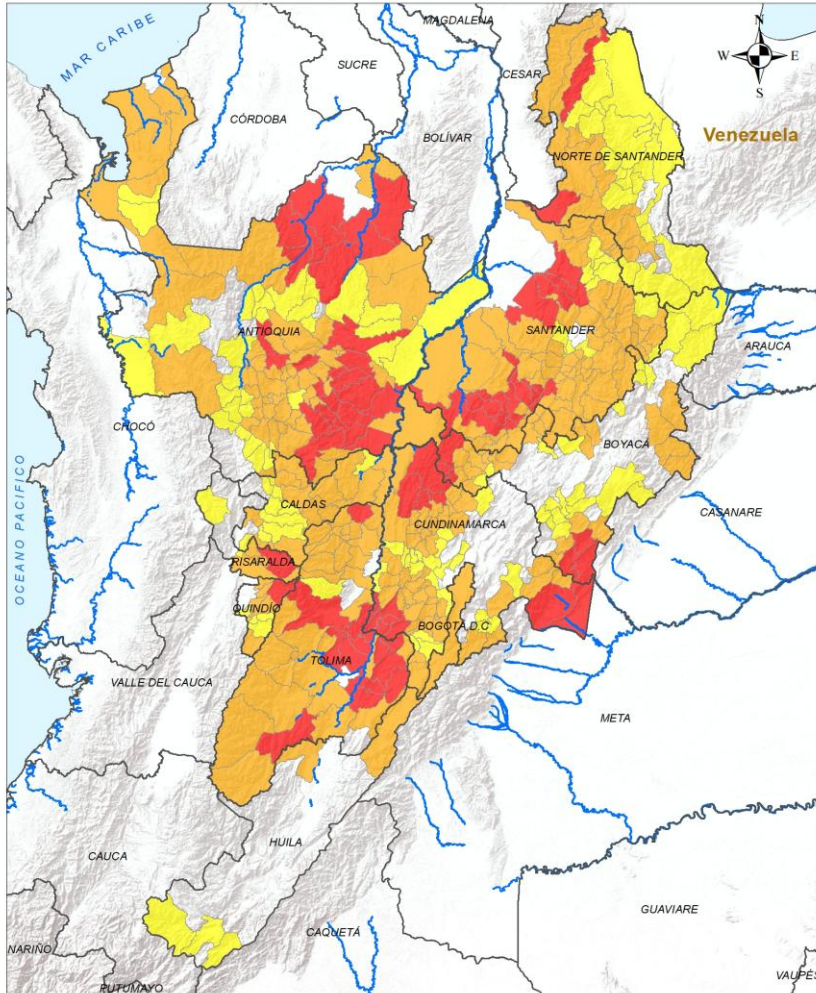 MAGDALENA
N
W
E
S
MAR CARIBE
SUCRE
CESAR
CÓRDOBA
BOLÍVAR
Venezuela
NORTE DE SANTANDER
ANTIOQUIA
SANTANDER
ARAUCA
CHOCÓ
BOYACÁ
OCEANO PACIFICO
CALDAS
CUNDINAMARCA
CASANARE
RISARALDA
QUINDÍO
BOGOTÁ D.C
TOLIMA
VALLE DEL CAUCA
META
HUILA
CAUCA
GUAVIARE
CAQUETÁ
NARIÑO
PUTUMAYO
VAUPÉS